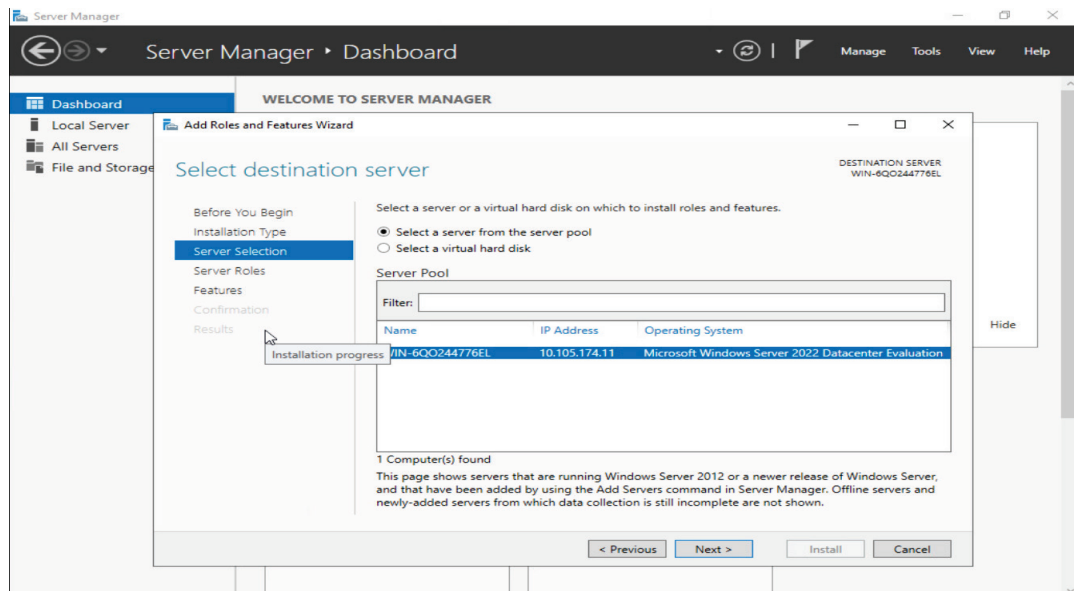 Server Manager
Server Manager ‣ Dashboard
Manage Tools View Help
Dashboard
Local Server
All Servers
File and Storage
WELCOME TO SERVER MANAGER
Add Roles and Features Wizard
Select destination server
DESTINATION SERVER
WIN-6QO244776EL
Before You Begin
Installation Type
Server Selection
Server Roles
Features
Confirmation
Results
Installation progress
Select a server or a virtual hard disk on which to install roles and features.
Select a server from the server pool
Select a virtual hard disk
Server Pool
Filter:
Name IP Address Operating System
WIN-6QO244776EL 10.105.174.11 Microsoft Windows Server 2022 Datacenter Evaluation
1 Computer(s) found
This page shows servers that are running Windows Server 2012 or a newer release of Windows Server,
and that have been added by using the Add Servers command in Server Manager. Offline servers and
newly-added servers from which data collection is still incomplete are not shown.
< Previous Next > Install Cancel
Hide